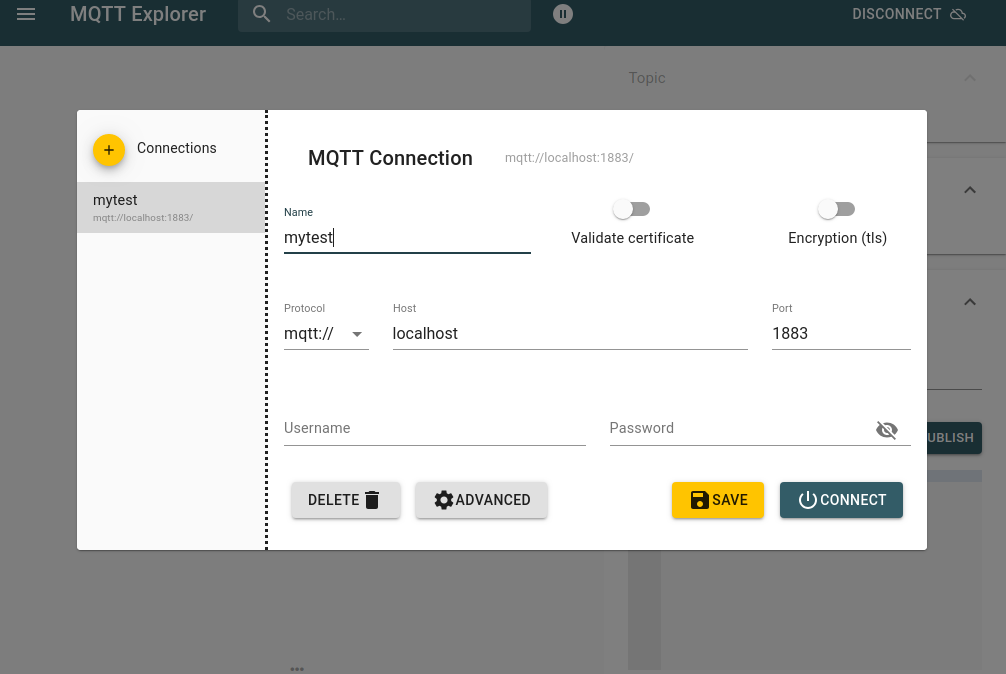 MQTT Explorer
Search...
DISCONNECT
Topic
Connections
mytest
mqtt://localhost:1883/
MQTT Connection
mqtt://localhost:1883/
Name
mytest
Validate certificate
Encryption (tls)
Protocol
mqtt://
Host
localhost
Port
1883
Username
Password
UBLISH
DELETE
ADVANCED
SAVE
CONNECT